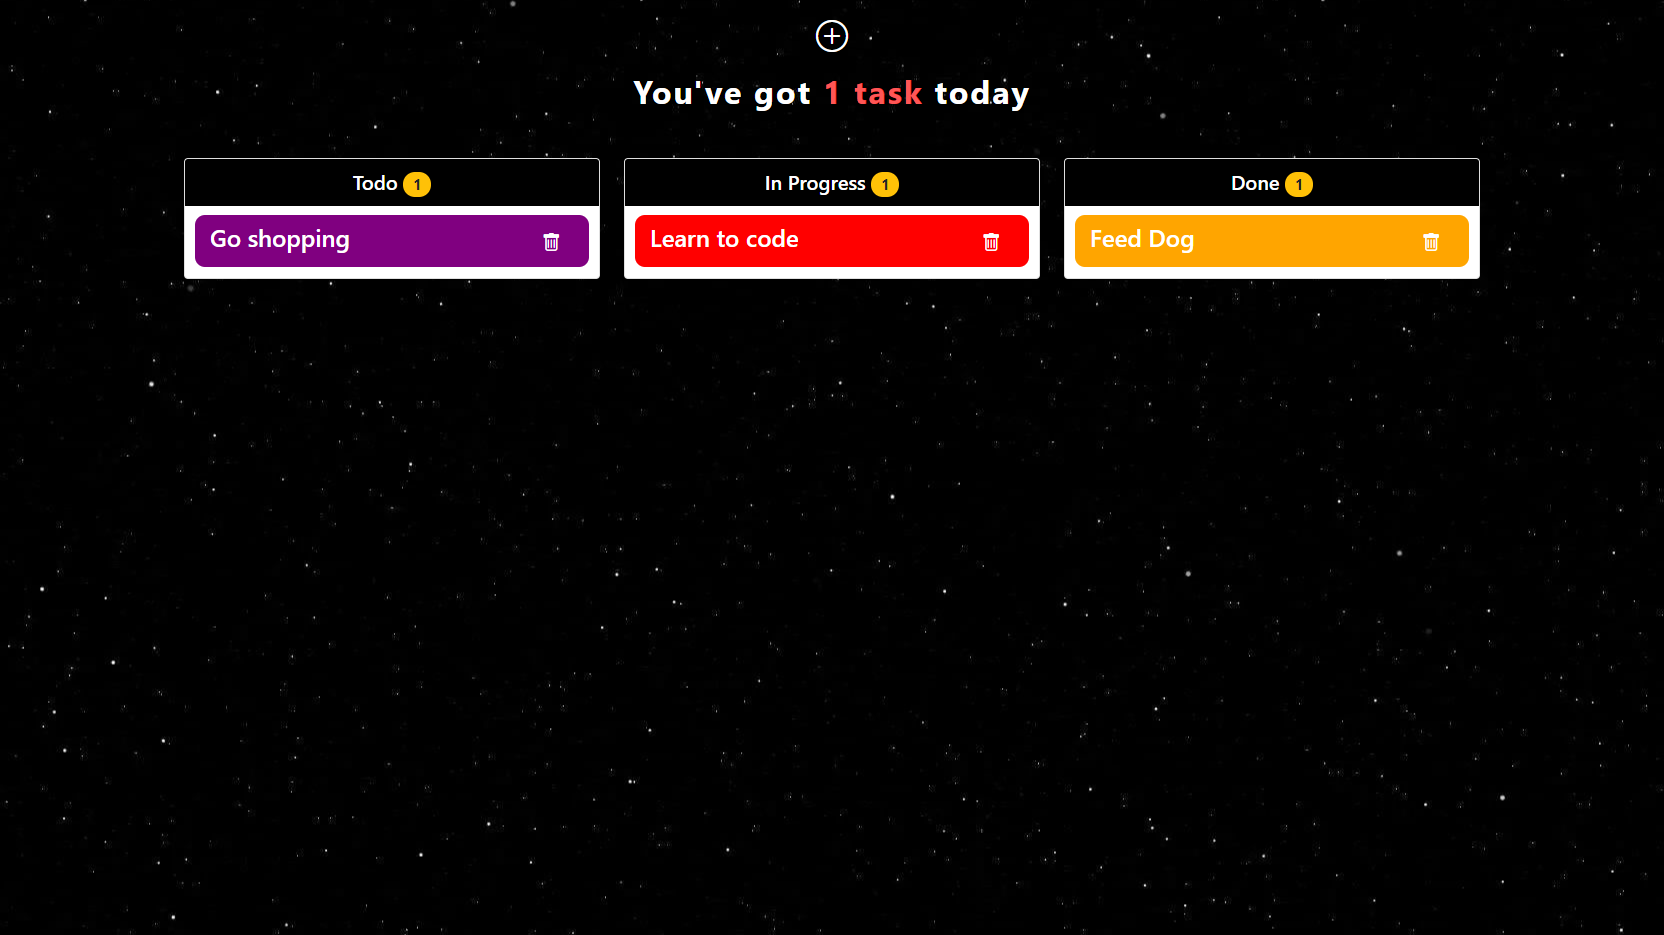 You've got 1 task today
Todo 1
Go shopping
In Progress 1
Learn to code
Done 1
Feed Dog